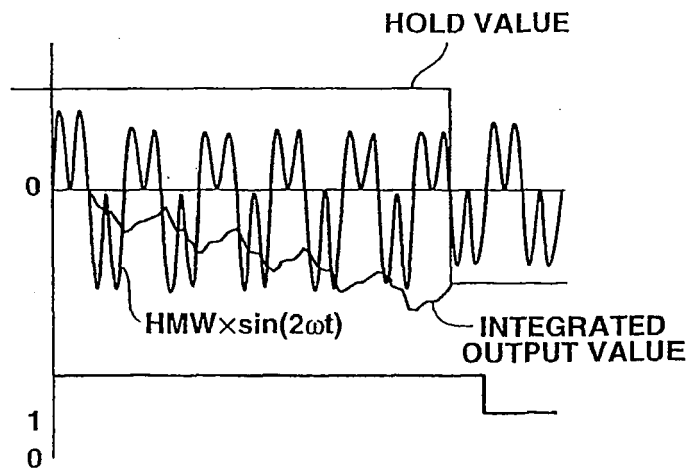 HOLD VALUE
0
HMW×sin(2ωt)
INTEGRATED
OUTPUT VALUE
1
0